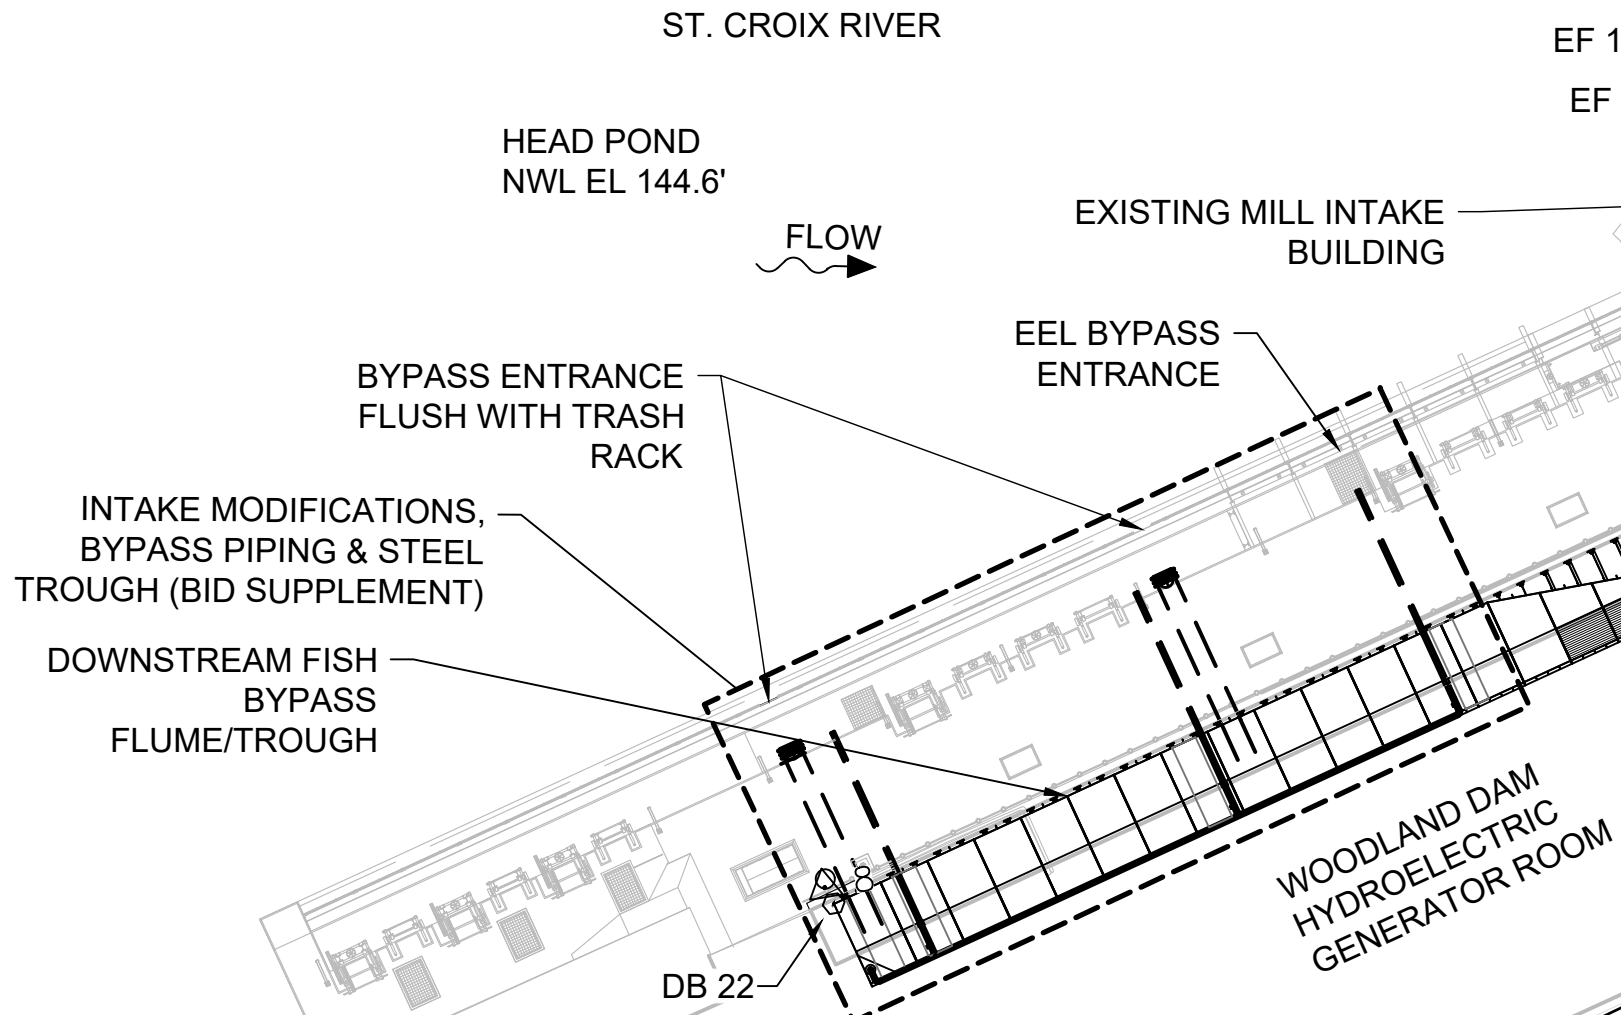 ST. CROIX RIVER
EF 1
EF
HEAD POND
NWL EL 144.6'
FLOW
EXISTING MILL INTAKE
BUILDING
EEL BYPASS
ENTRANCE
BYPASS ENTRANCE
FLUSH WITH TRASH
RACK
INTAKE MODIFICATIONS,
BYPASS PIPING & STEEL
TROUGH (BID SUPPLEMENT)
DOWNSTREAM FISH
BYPASS
FLUME/TROUGH
WOODLAND DAM
HYDROELECTRIC
GENERATOR ROOM
DB 22